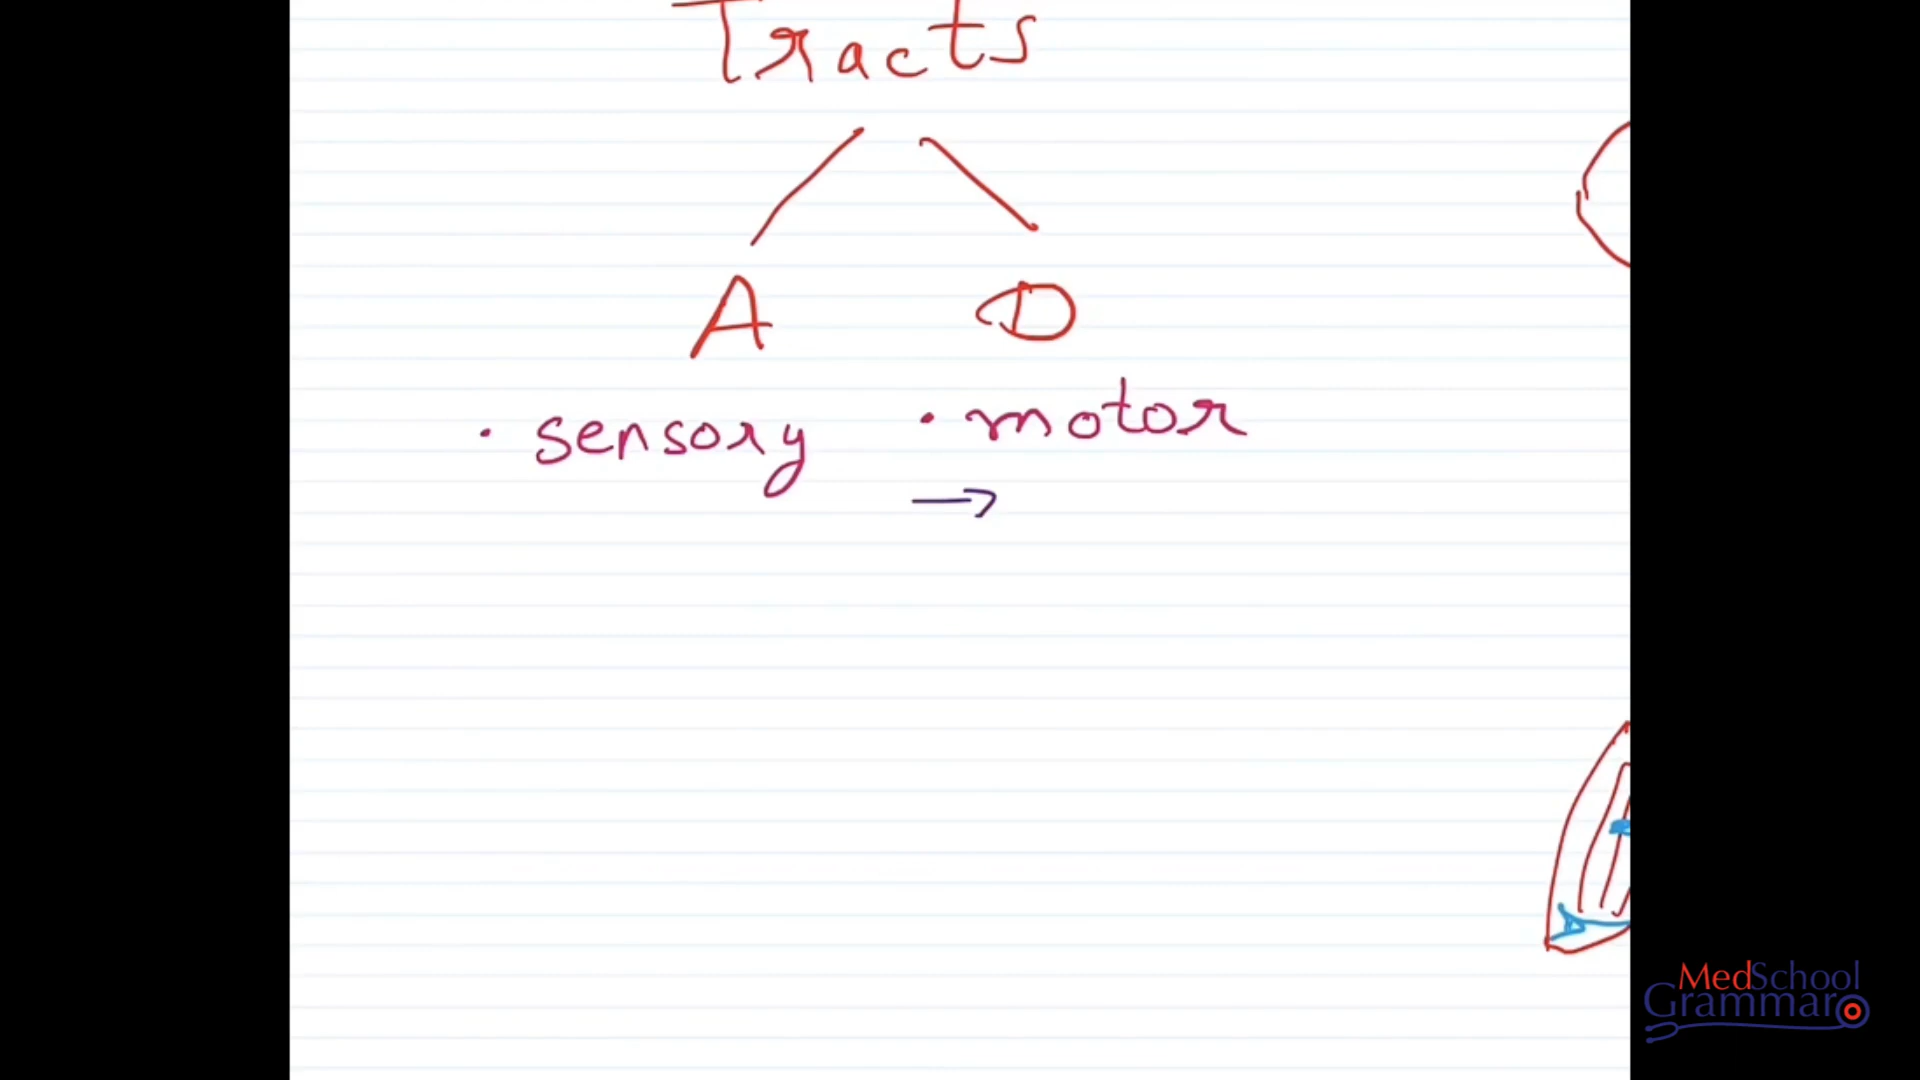 Tracts
A D
· sensory · motor
→
MedSchool
Grammar